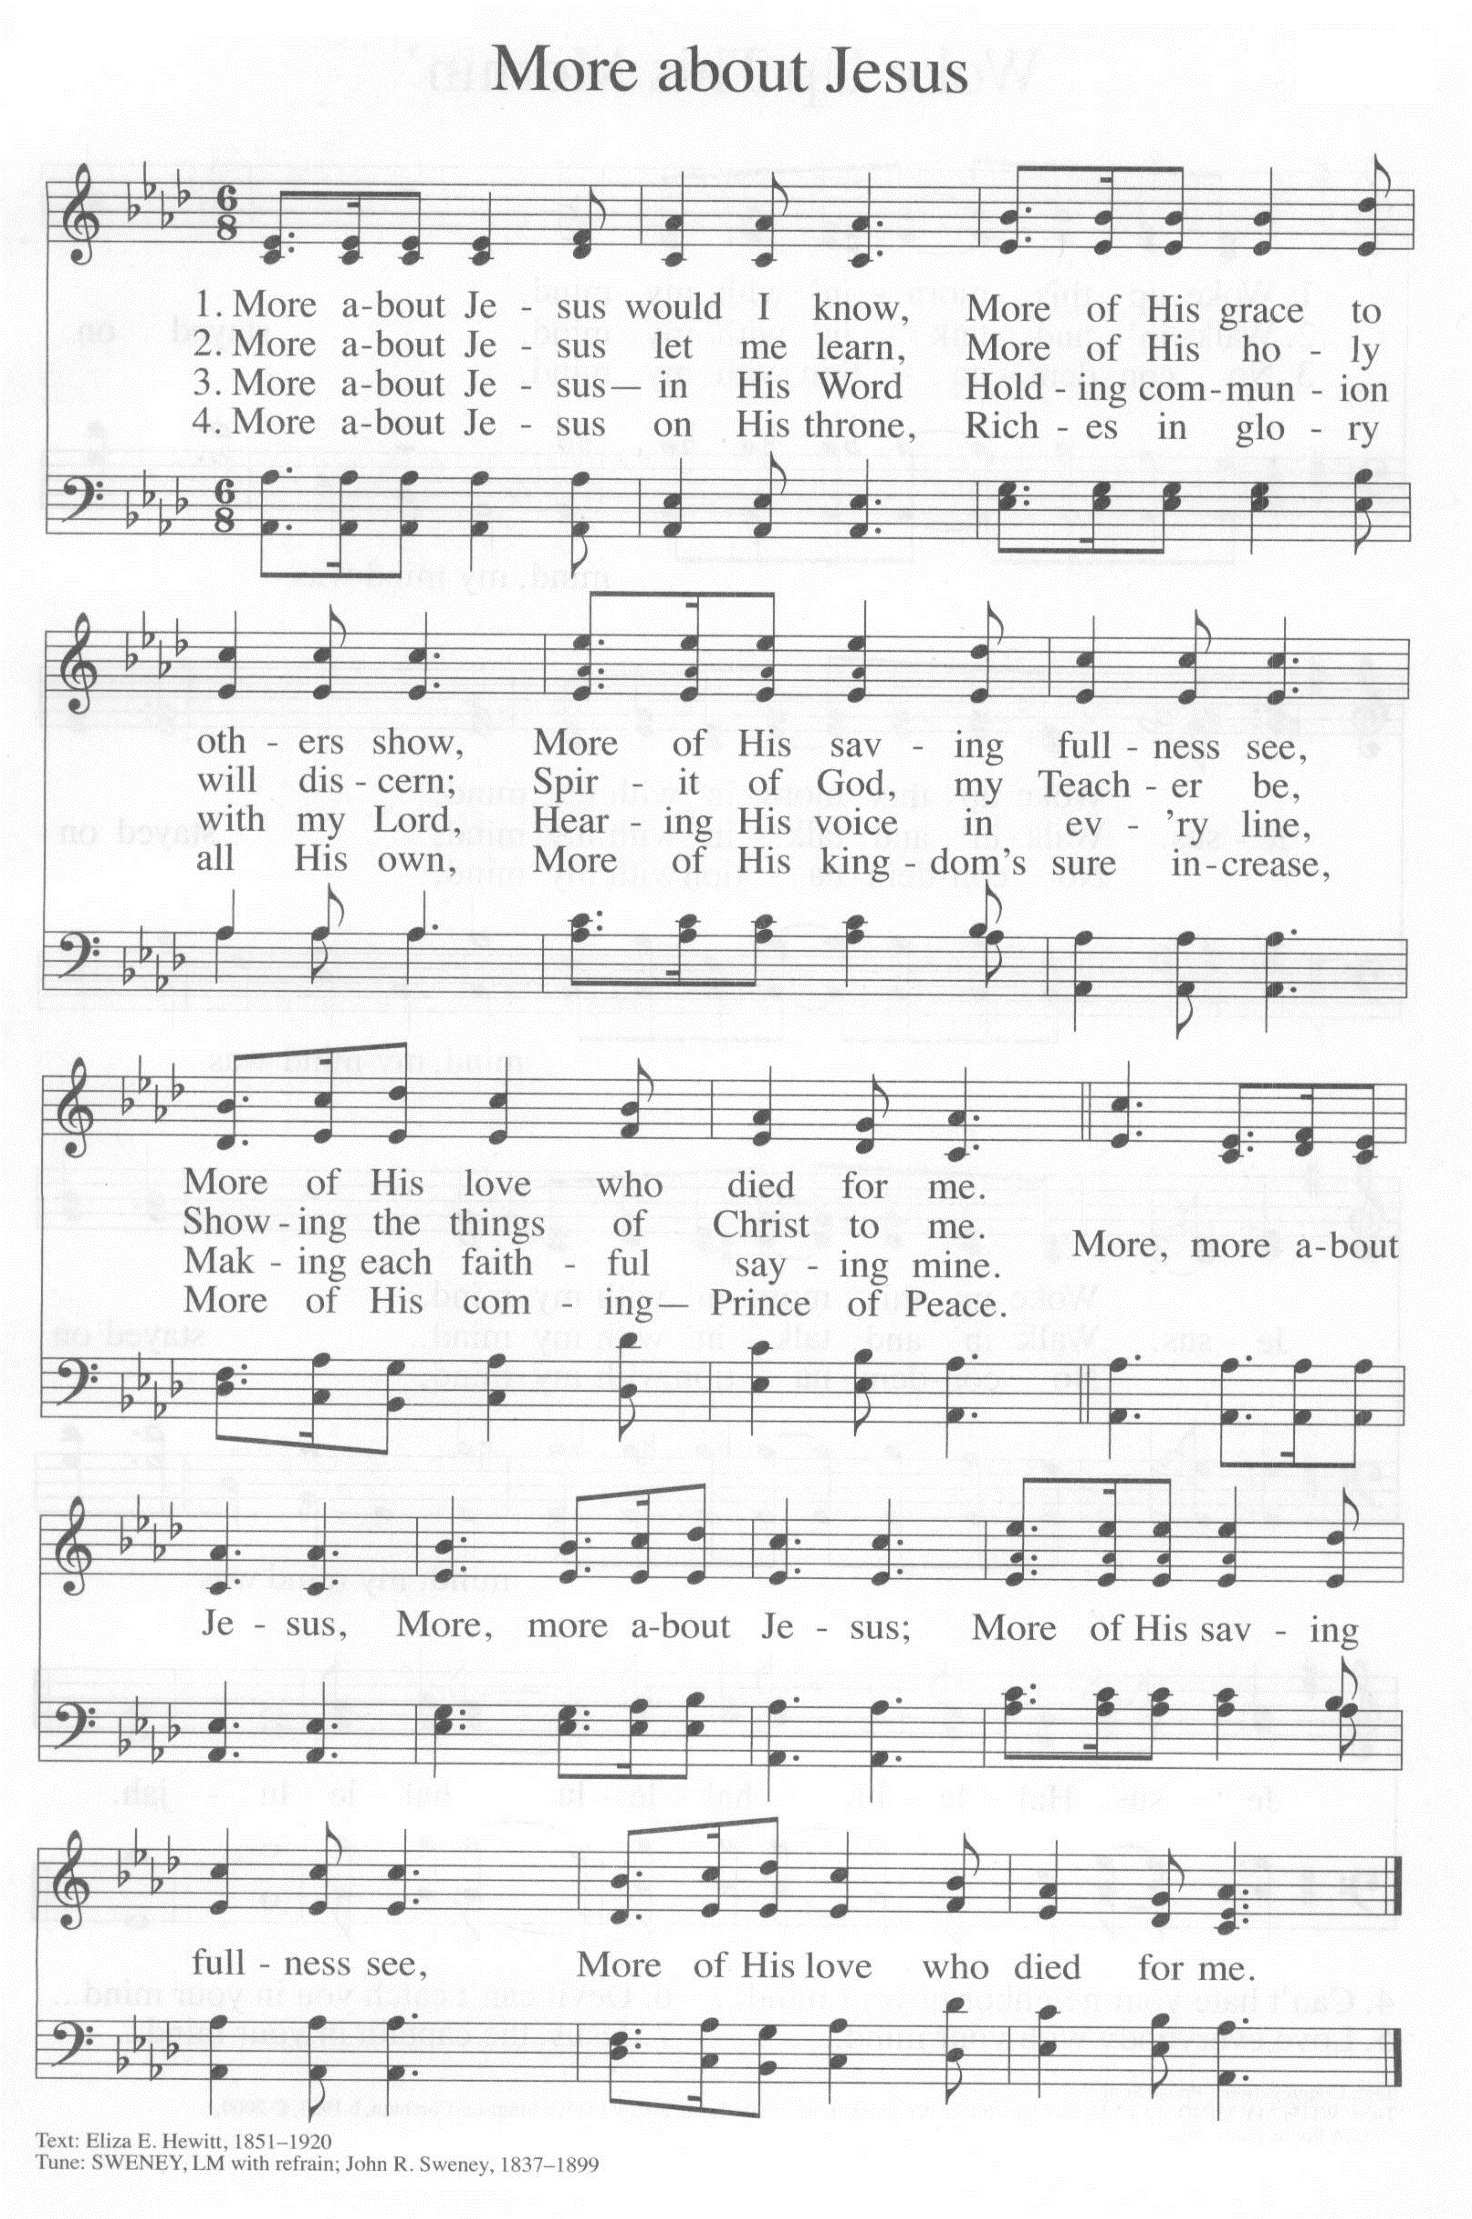 More about Jesus
1. More a-bout Je - sus would I know, More of His grace to
2. More a-bout Je - sus let me learn, More of His ho - ly
3. More a-bout Je - sus— in His Word Hold - ing com-mun - ion
4. More a-bout Je - sus on His throne, Rich - es in glo - ry
oth - ers show, More of His sav - ing full - ness see,
will dis - cern; Spir - it of God, my Teach - er be,
with my Lord, Hear - ing His voice in ev - 'ry line,
all His own, More of His king - dom's sure in-crease,
More of His love who died for me.
Show - ing the things of Christ to me.
Mak - ing each faith - ful say - ing mine.
More of His com - ing— Prince of Peace.
More, more a-bout
Je - sus, More, more a-bout Je - sus; More of His sav - ing
full - ness see, More of His love who died for me.
Text: Eliza E. Hewitt, 1851–1920
Tune: SWENEY, LM with refrain; John R. Sweney, 1837–1899